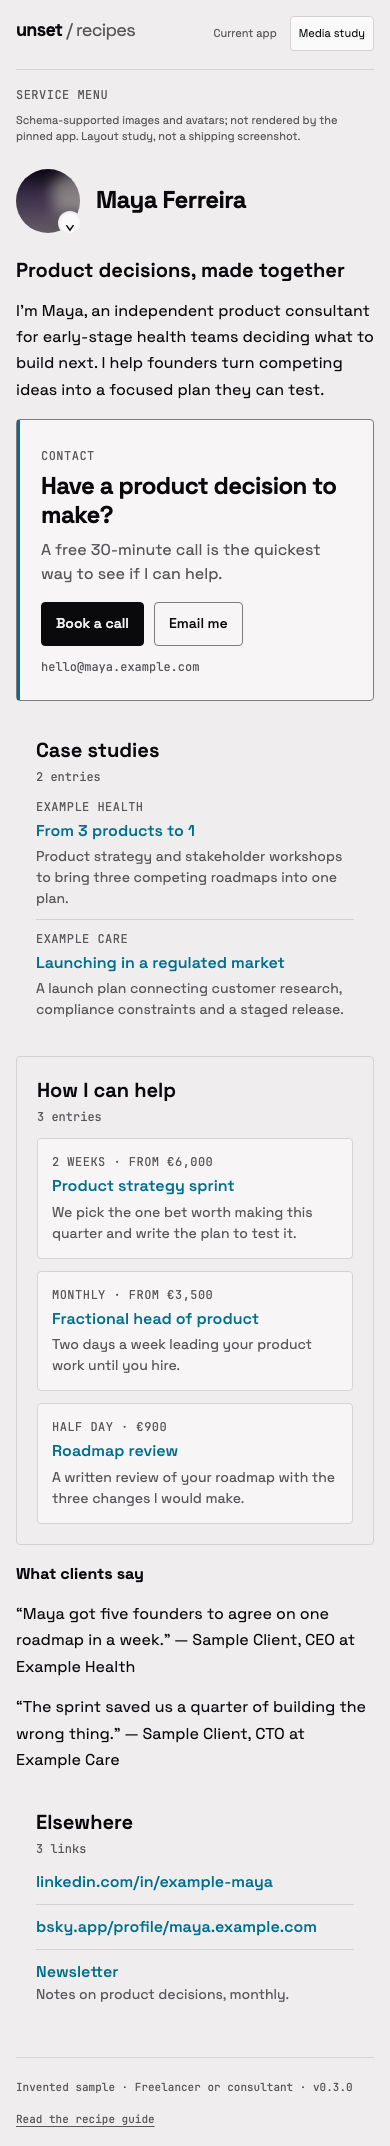 unset / recipes
Current app
Media study
SERVICE MENU
Schema-supported images and avatars; not rendered by the
pinned app. Layout study, not a shipping screenshot.
Maya Ferreira
Product decisions, made together
I'm Maya, an independent product consultant
for early-stage health teams deciding what to
build next. I help founders turn competing
ideas into a focused plan they can test.
CONTACT
Have a product decision to
make?
A free 30-minute call is the quickest
way to see if I can help.
Book a call
Email me
hello@maya.example.com
Case studies
2 entries
EXAMPLE HEALTH
From 3 products to 1
Product strategy and stakeholder workshops
to bring three competing roadmaps into one
plan.
EXAMPLE CARE
Launching in a regulated market
A launch plan connecting customer research,
compliance constraints and a staged release.
How I can help
3 entries
2 WEEKS · FROM €6,000
Product strategy sprint
We pick the one bet worth making this
quarter and write the plan to test it.
MONTHLY · FROM €3,500
Fractional head of product
Two days a week leading your product
work until you hire.
HALF DAY · €900
Roadmap review
A written review of your roadmap with the
three changes I would make.
What clients say
“Maya got five founders to agree on one
roadmap in a week.” — Sample Client, CEO at
Example Health
“The sprint saved us a quarter of building the
wrong thing.” — Sample Client, CTO at
Example Care
Elsewhere
3 links
linkedin.com/in/example-maya
bsky.app/profile/maya.example.com
Newsletter
Notes on product decisions, monthly.
Invented sample · Freelancer or consultant · v0.3.0
Read the recipe guide